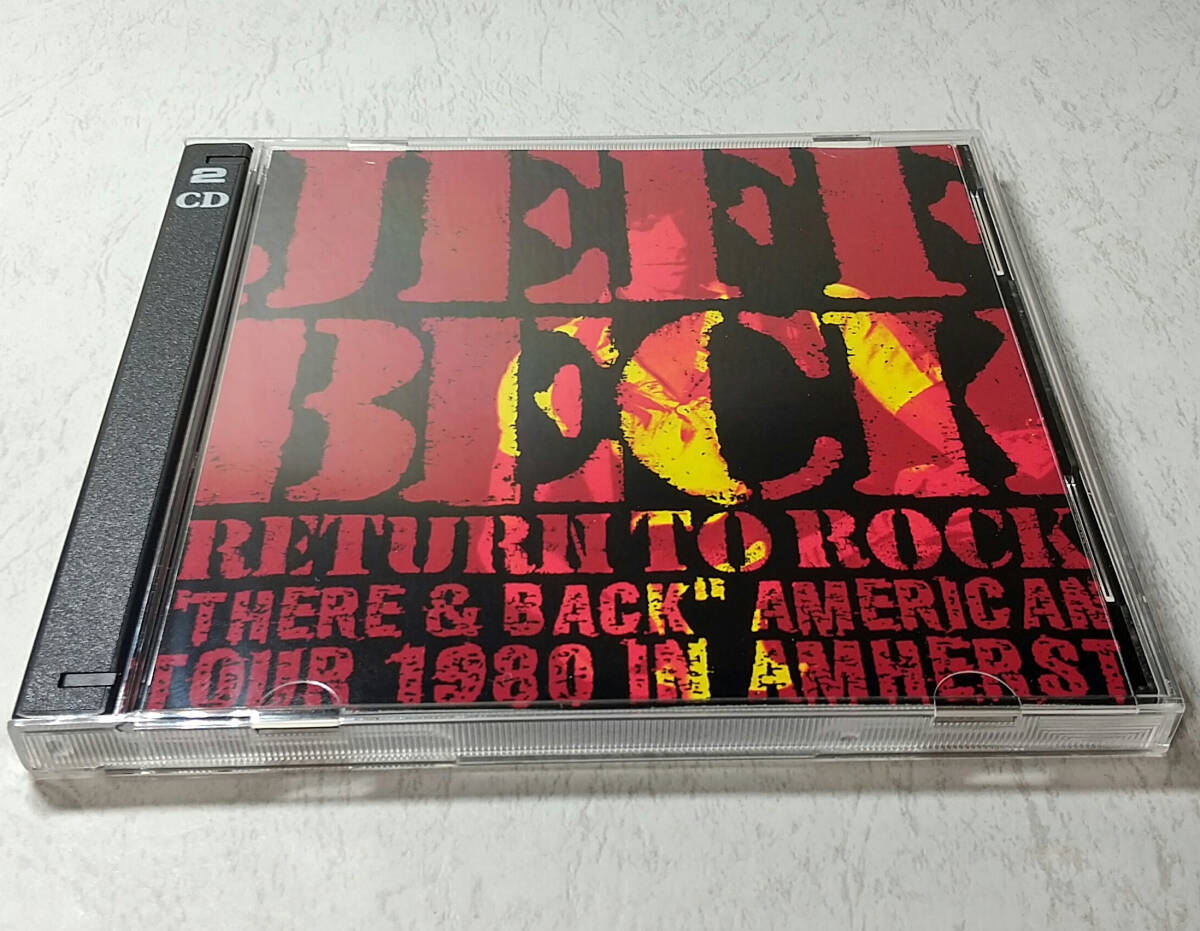 2
CD
JEFF
BECK
RETURN TO ROCK
"THERE & BACK" AMERICAN
TOUR 1980 IN AMHERST